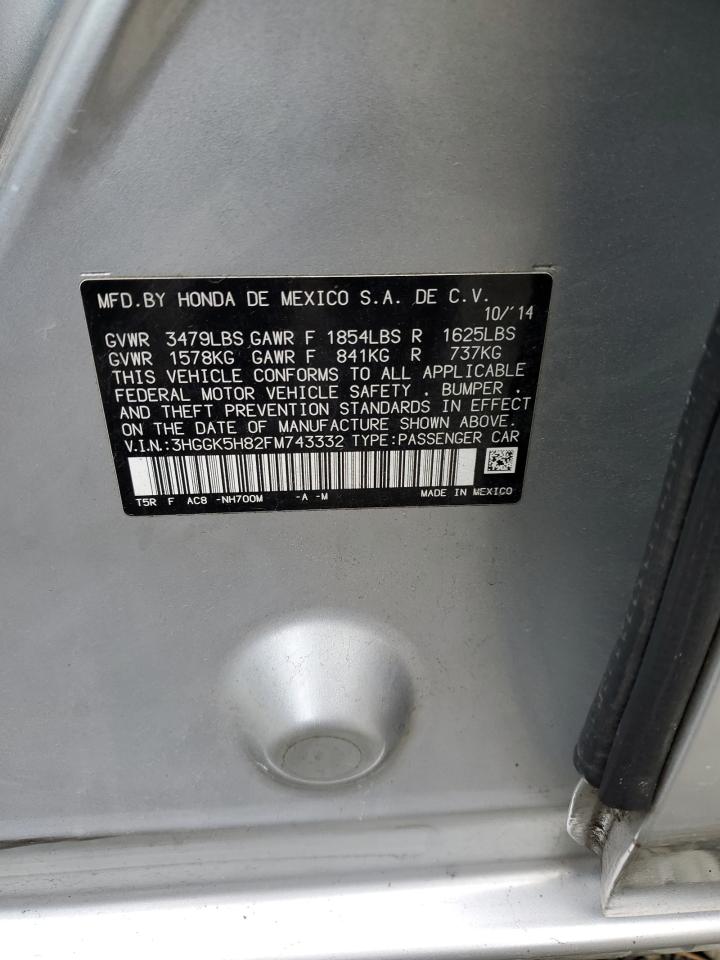 MFD.BY HONDA DE MEXICO S.A. DE C.V.
10/'14
GVWR 3479LBS GAWR F 1854LBS R 1625LBS
GVWR 1578KG GAWR F 841KG R 737KG
THIS VEHICLE CONFORMS TO ALL APPLICABLE
FEDERAL MOTOR VEHICLE SAFETY . BUMPER .
AND THEFT PREVENTION STANDARDS IN EFFECT
ON THE DATE OF MANUFACTURE SHOWN ABOVE.
V.I.N.:3HGGK5H82FM743332 TYPE:PASSENGER CAR
T5R F AC8 -NH700M -A -M MADE IN MEXICO